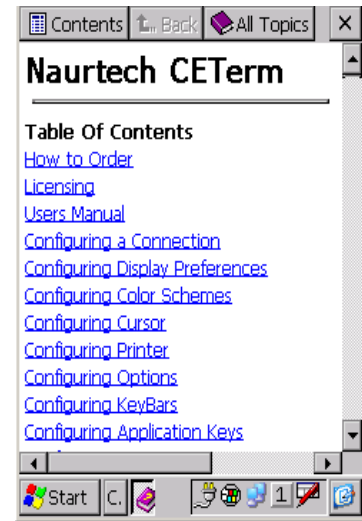 Contents Back All Topics X
Naurtech CETerm
Table Of Contents
How to Order
Licensing
Users Manual
Configuring a Connection
Configuring Display Preferences
Configuring Color Schemes
Configuring Cursor
Configuring Printer
Configuring Options
Configuring KeyBars
Configuring Application Keys
Start C. 1